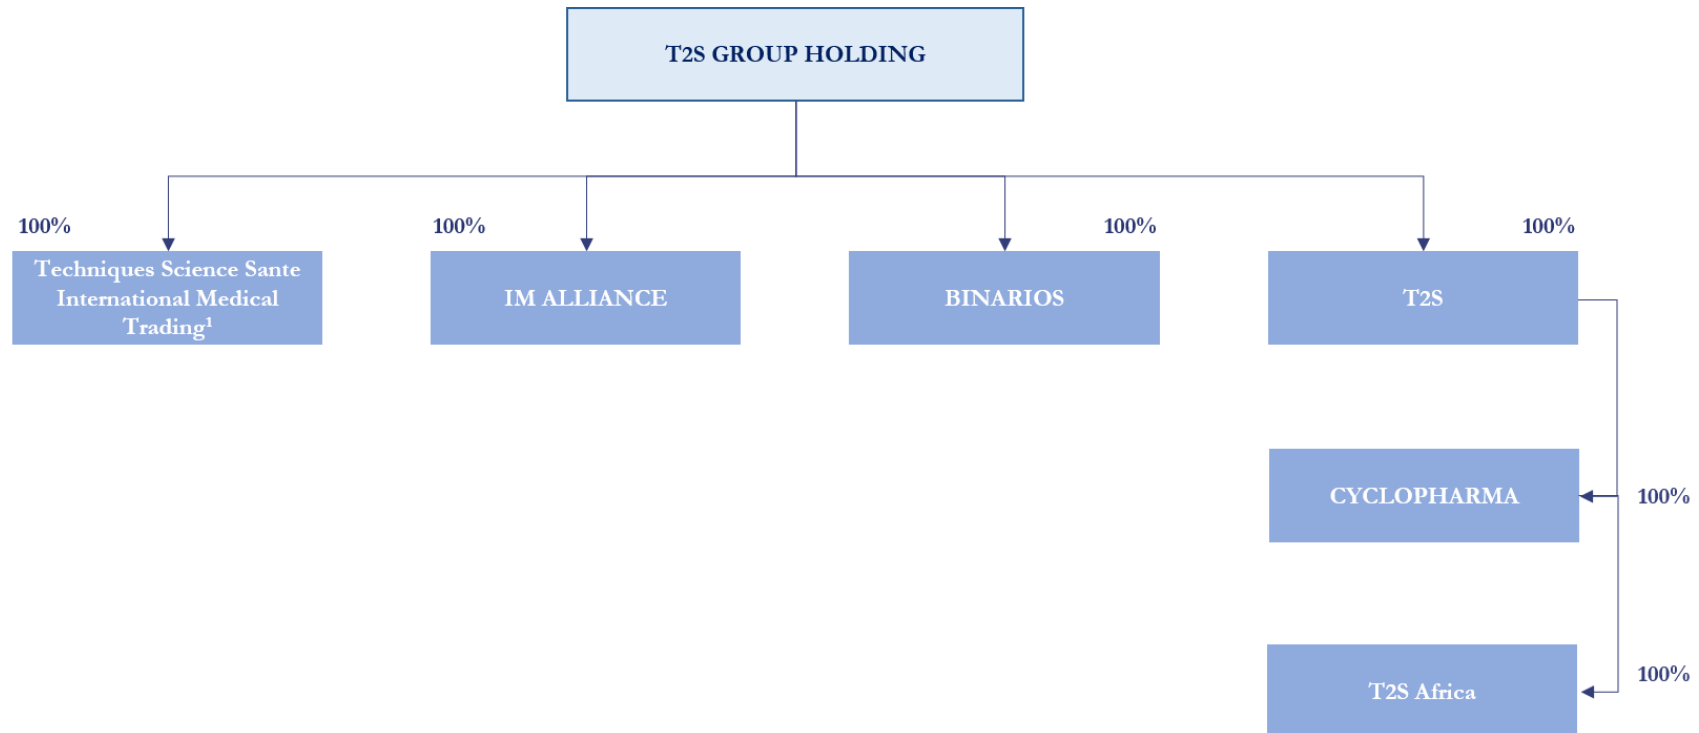 T2S GROUP HOLDING
100%
100%
100%
100%
Techniques Science Sante
International Medical
Trading¹
IM ALLIANCE
BINARIOS
T2S
CYCLOPHARMA
100%
T2S Africa
100%